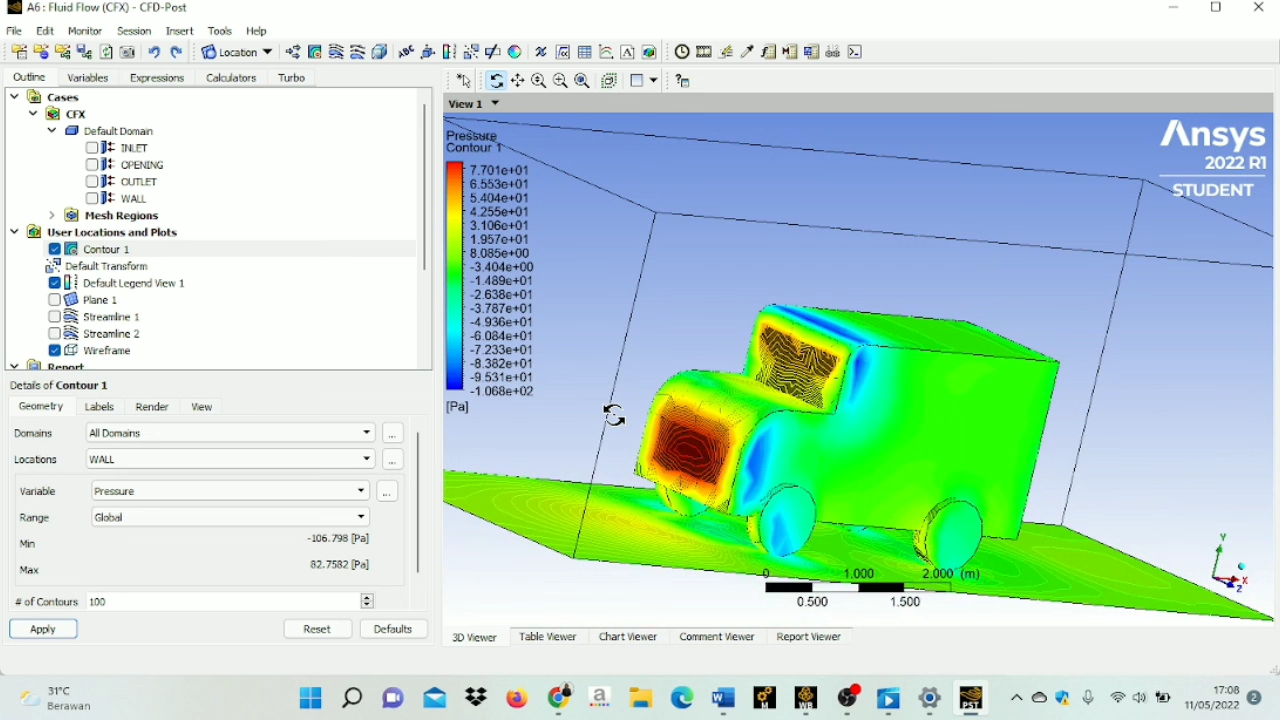 A6 : Fluid Flow (CFX) - CFD-Post
File Edit Monitor Session Insert Tools Help
Location
Outline Variables Expressions Calculators Turbo
Cases
CFX
Default Domain
INLET
OPENING
OUTLET
WALL
Mesh Regions
User Locations and Plots
Contour 1
Default Transform
Default Legend View 1
Plane 1
Streamline 1
Streamline 2
Wireframe
Report
Details of Contour 1
Geometry Labels Render View
Domains All Domains ...
Locations WALL ...
Variable Pressure ...
Range Global
Min -106.798 [Pa]
Max 82.7582 [Pa]
# of Contours 100
Apply Reset Defaults
View 1
Pressure
Contour 1
7.701e+01
6.553e+01
5.404e+01
4.255e+01
3.106e+01
1.957e+01
8.085e+00
-3.404e+00
-1.489e+01
-2.638e+01
-3.787e+01
-4.936e+01
-6.084e+01
-7.233e+01
-8.382e+01
-9.531e+01
-1.068e+02
[Pa]
Ansys
2022 R1
STUDENT
0 1.000 2.000 (m)
0.500 1.500
Y
X
Z
3D Viewer Table Viewer Chart Viewer Comment Viewer Report Viewer
31°C
Berawan
17:08
11/05/2022
2